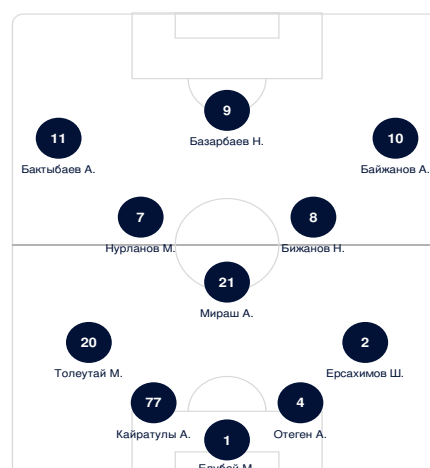 9
Базарбаев Н.
11
10
Бактыбаев А.
Байжанов А.
7
8
Нурланов М.
Бижанов Н.
21
Мираш А.
20
2
Толеутай М.
Ерсахимов Ш.
77
4
Кайратулы А.
Отеген А.
1